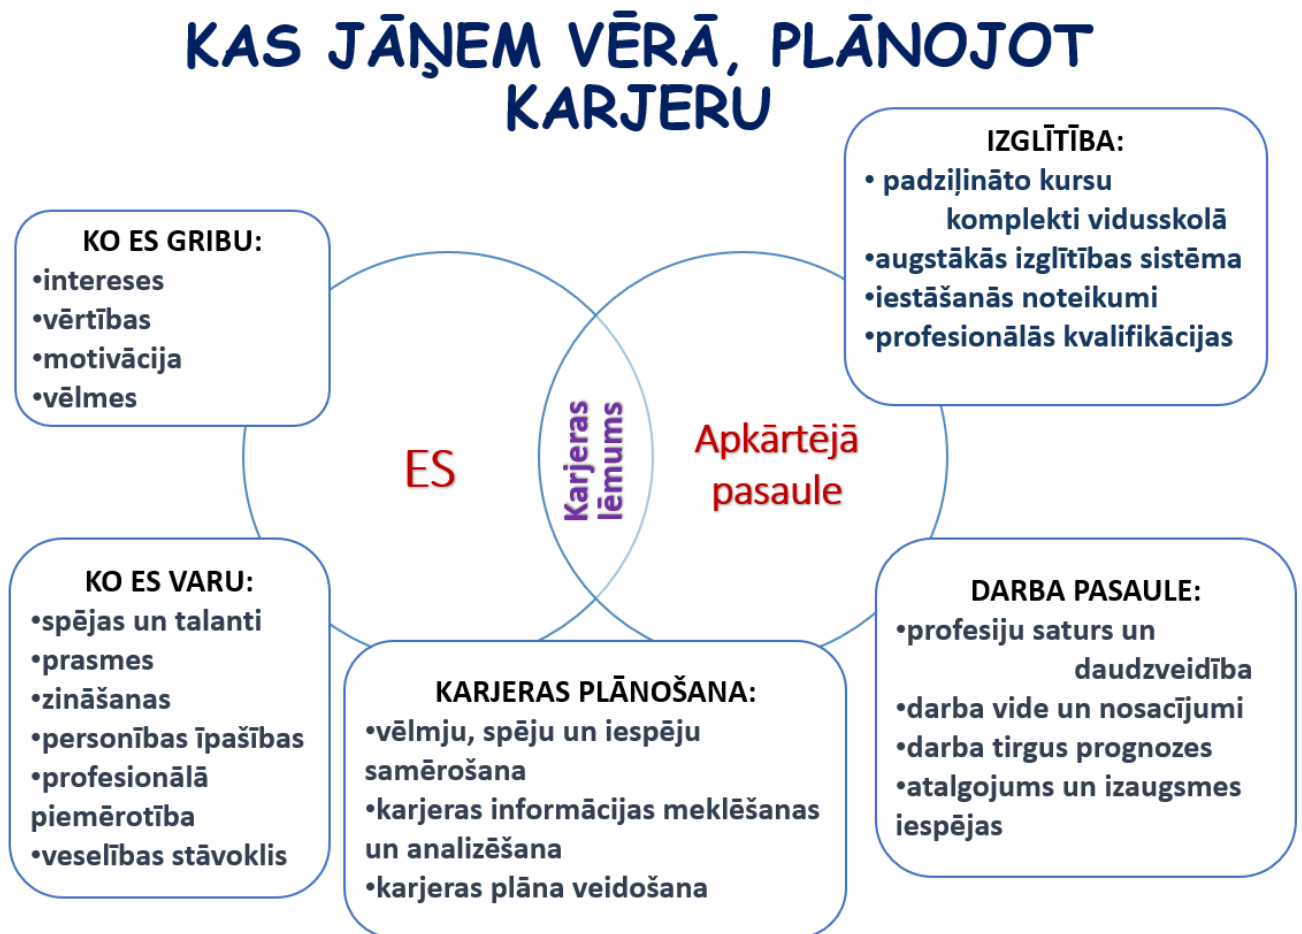 KAS JĀŅEM VĒRĀ, PLĀNOJOT
KARJERU
IZGLĪTĪBA:
• padziļināto kursu
komplekti vidusskolā
•augstākās izglītības sistēma
•iestāšanās noteikumi
•profesionālās kvalifikācijas
KO ES GRIBU:
•intereses
•vērtības
•motivācija
•vēlmes
ES
Karjeras
lēmums
Apkārtējā
pasaule
KO ES VARU:
•spējas un talanti
•prasmes
•zināšanas
•personības īpašības
•profesionālā
piemērotība
•veselības stāvoklis
KARJERAS PLĀNOŠANA:
•vēlmju, spēju un iespēju
samērošana
•karjeras informācijas meklēšanas
un analizēšana
•karjeras plāna veidošana
DARBA PASAULE:
•profesiju saturs un
daudzveidība
•darba vide un nosacījumi
•darba tirgus prognozes
•atalgojums un izaugsmes
iespējas